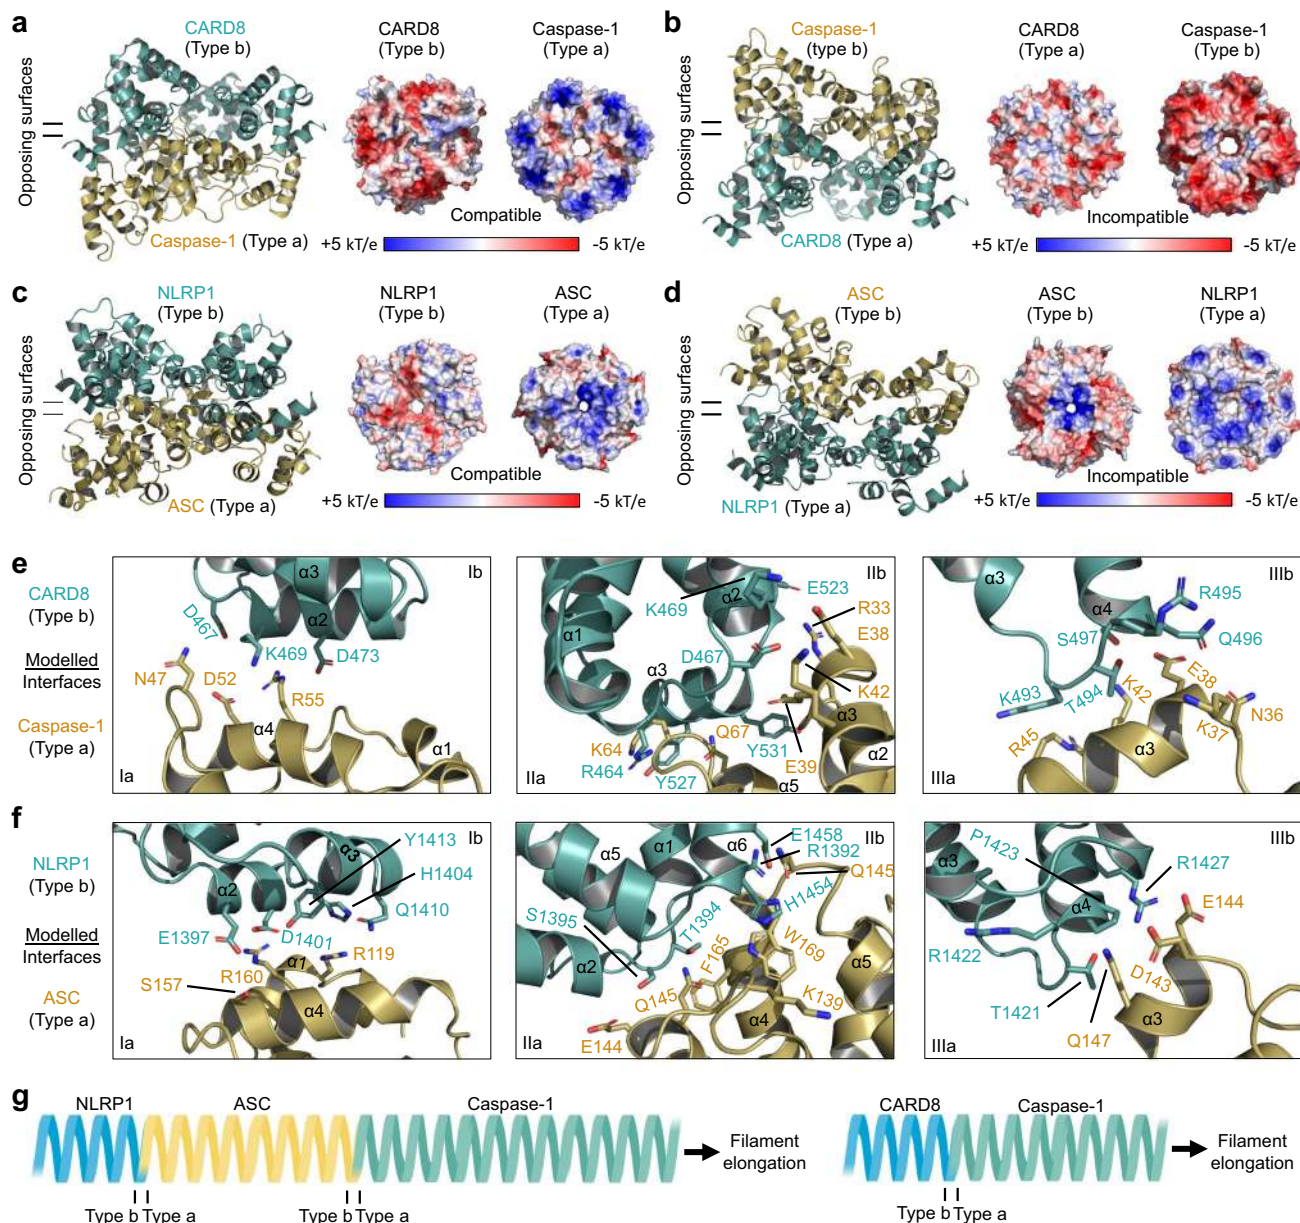 a
CARD8
(Type b)
CARD8
(Type b)
Caspase-1
(Type a)
Opposing surfaces
Caspase-1 (Type a)
Compatible
+5 kT/e
-5 kT/e
b
Caspase-1
(type b)
CARD8
(Type a)
Caspase-1
(Type b)
Opposing surfaces
CARD8 (Type a)
Incompatible
+5 kT/e
-5 kT/e
c
NLRP1
(Type b)
NLRP1
(Type b)
ASC
(Type a)
Opposing surfaces
ASC (Type a)
Compatible
+5 kT/e
-5 kT/e
d
ASC
(Type b)
ASC
(Type b)
NLRP1
(Type a)
Opposing surfaces
NLRP1 (Type a)
Incompatible
+5 kT/e
-5 kT/e
e
CARD8
(Type b)
Modelled
Interfaces
Caspase-1
(Type a)
Ib
α3
α2
D467
K469
D473
N47
D52
R55
α4
α1
Ia
IIb
α2
E523
K469
R33
E38
α1
D467
α3
K42
α3
Q67
Y531
K64
R464
Y527
E39
α2
α5
IIa
IIIb
α3
α4
R495
S497
Q496
K493
T494
K42
E38
N36
K37
R45
α3
IIIa
f
NLRP1
(Type b)
Modelled
Interfaces
ASC
(Type a)
Ib
Y1413
α3
H1404
α2
Q1410
E1397
D1401
R119
α1
S157
R160
α4
Ia
IIb
E1458
α6
R1392
α1
α5
Q145
H1454
S1395
T1394
α2
F165
W169
α5
Q145
K139
α4
E144
IIa
IIIb
P1423
α3
R1427
α4
E144
R1422
D143
T1421
α3
Q147
IIIa
g
NLRP1
ASC
Caspase-1
Filament
elongation
Type b
Type a
Type b
Type a
CARD8
Caspase-1
Filament
elongation
Type b
Type a